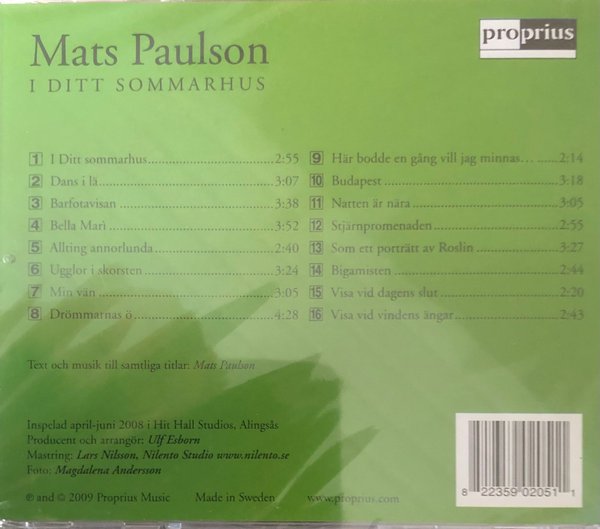 Mats Paulson
I DITT SOMMARHUS
proprius
1 I Ditt sommarhus 2:55
2 Dans i lä 3:07
3 Barfotavisan 3:38
4 Bella Marì 3:52
5 Allting annorlunda 2:40
6 Ugglor i skorsten 3:24
7 Min vän 3:05
8 Drömmarnas ö 4:28
9 Här bodde en gång vill jag minnas… 2:14
10 Budapest 3:18
11 Natten är nära 3:05
12 Stjärnpromenaden 2:55
13 Som ett porträtt av Roslin 3:27
14 Bigamisten 2:44
15 Visa vid dagens slut 2:20
16 Visa vid vindens ängar 2:43
Text och musik till samtliga titlar: Mats Paulson
Inspelad april-juni 2008 i Hit Hall Studios, Alingsås
Producent och arrangör: Ulf Esborn
Mastring: Lars Nilsson, Nilento Studio www.nilento.se
Foto: Magdalena Andersson
℗ and © 2009 Proprius Music Made in Sweden www.proprius.com
8 22359 02051 1